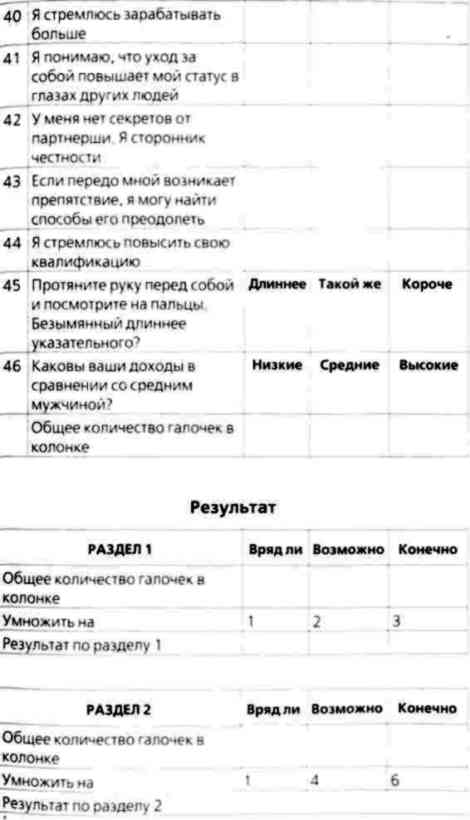 40 Я стремлюсь зарабатывать
больше
41 Я понимаю, что уход за
собой повышает мой статус в
глазах других людей
42 У меня нет секретов от
партнерши. Я сторонник
честности
43 Если передо мной возникает
препятствие, я могу найти
способы его преодолеть
44 Я стремлюсь повысить свою
квалификацию
45 Протяните руку перед собой Длиннее Такой же Короче
и посмотрите на пальцы.
Безымянный длиннее
указательного?
46 Каковы ваши доходы в Низкие Средние Высокие
сравнении со средним
мужчиной?
Общее количество галочек в
колонке
Результат
РАЗДЕЛ 1 Вряд ли Возможно Конечно
Общее количество галочек в
колонке
Умножить на 1 2 3
Результат по разделу 1
РАЗДЕЛ 2 Вряд ли Возможно Конечно
Общее количество галочек в
колонке
Умножить на 1 4 6
Результат по разделу 2